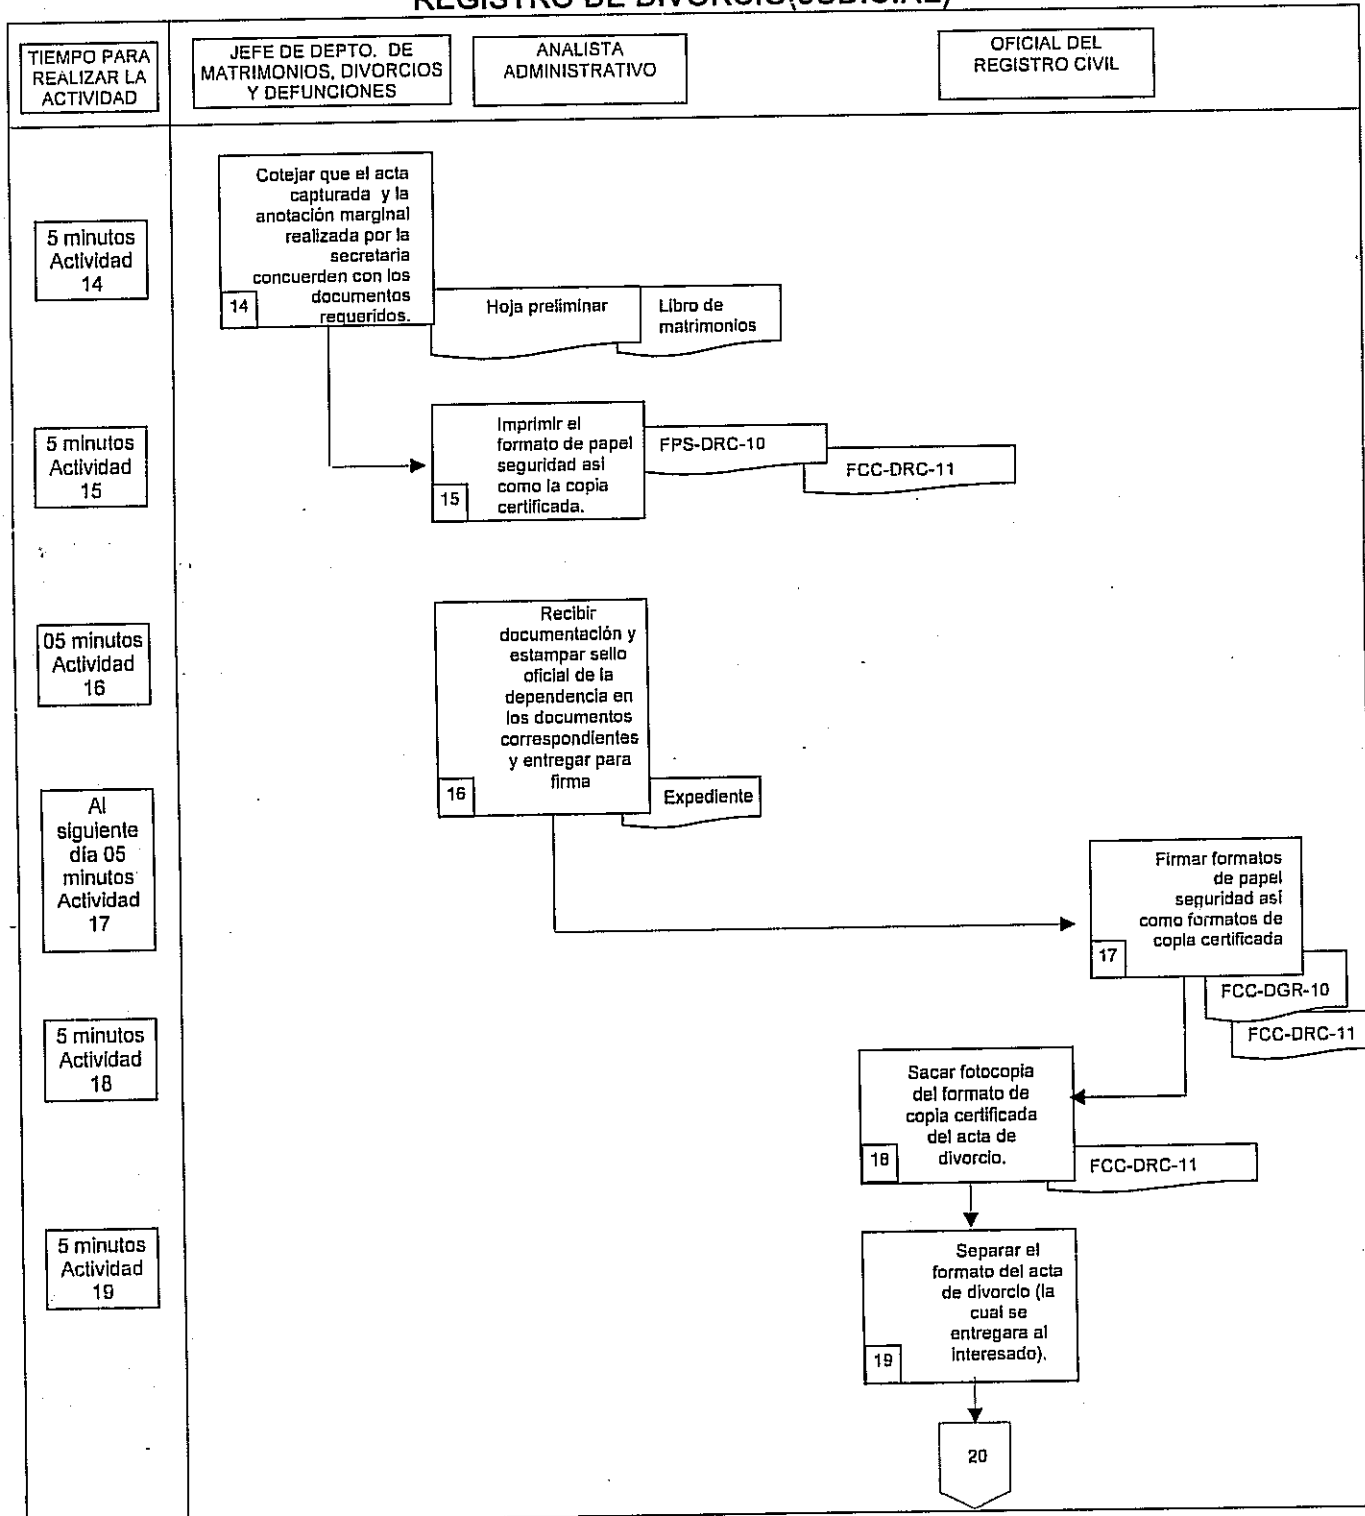 REGISTRO DE DIVORCIO(JUDICIAL)
TIEMPO PARA
REALIZAR LA
ACTIVIDAD
JEFE DE DEPTO. DE
MATRIMONIOS, DIVORCIOS
Y DEFUNCIONES
ANALISTA
ADMINISTRATIVO
OFICIAL DEL
REGISTRO CIVIL
5 minutos
Actividad
14
Cotejar que el acta
capturada y la
anotación marginal
realizada por la
secretaria
concuerden con los
documentos
requeridos.
14
Hoja preliminar
Libro de
matrimonios
5 minutos
Actividad
15
Imprimir el
formato de papel
seguridad asi
como la copia
certificada.
15
FPS-DRC-10
FCC-DRC-11
05 minutos
Actividad
16
Recibir
documentación y
estampar sello
oficial de la
dependencia en
los documentos
correspondientes
y entregar para
firma
16
Expediente
Al
siguiente
día 05
minutos
Actividad
17
Firmar formatos
de papel
seguridad asi
como formatos de
copia certificada
17
FCC-DGR-10
FCC-DRC-11
5 minutos
Actividad
18
Sacar fotocopia
del formato de
copia certificada
del acta de
divorcio.
18
FCC-DRC-11
5 minutos
Actividad
19
Separar el
formato del acta
de divorcio (la
cual se
entregara al
interesado).
19
20